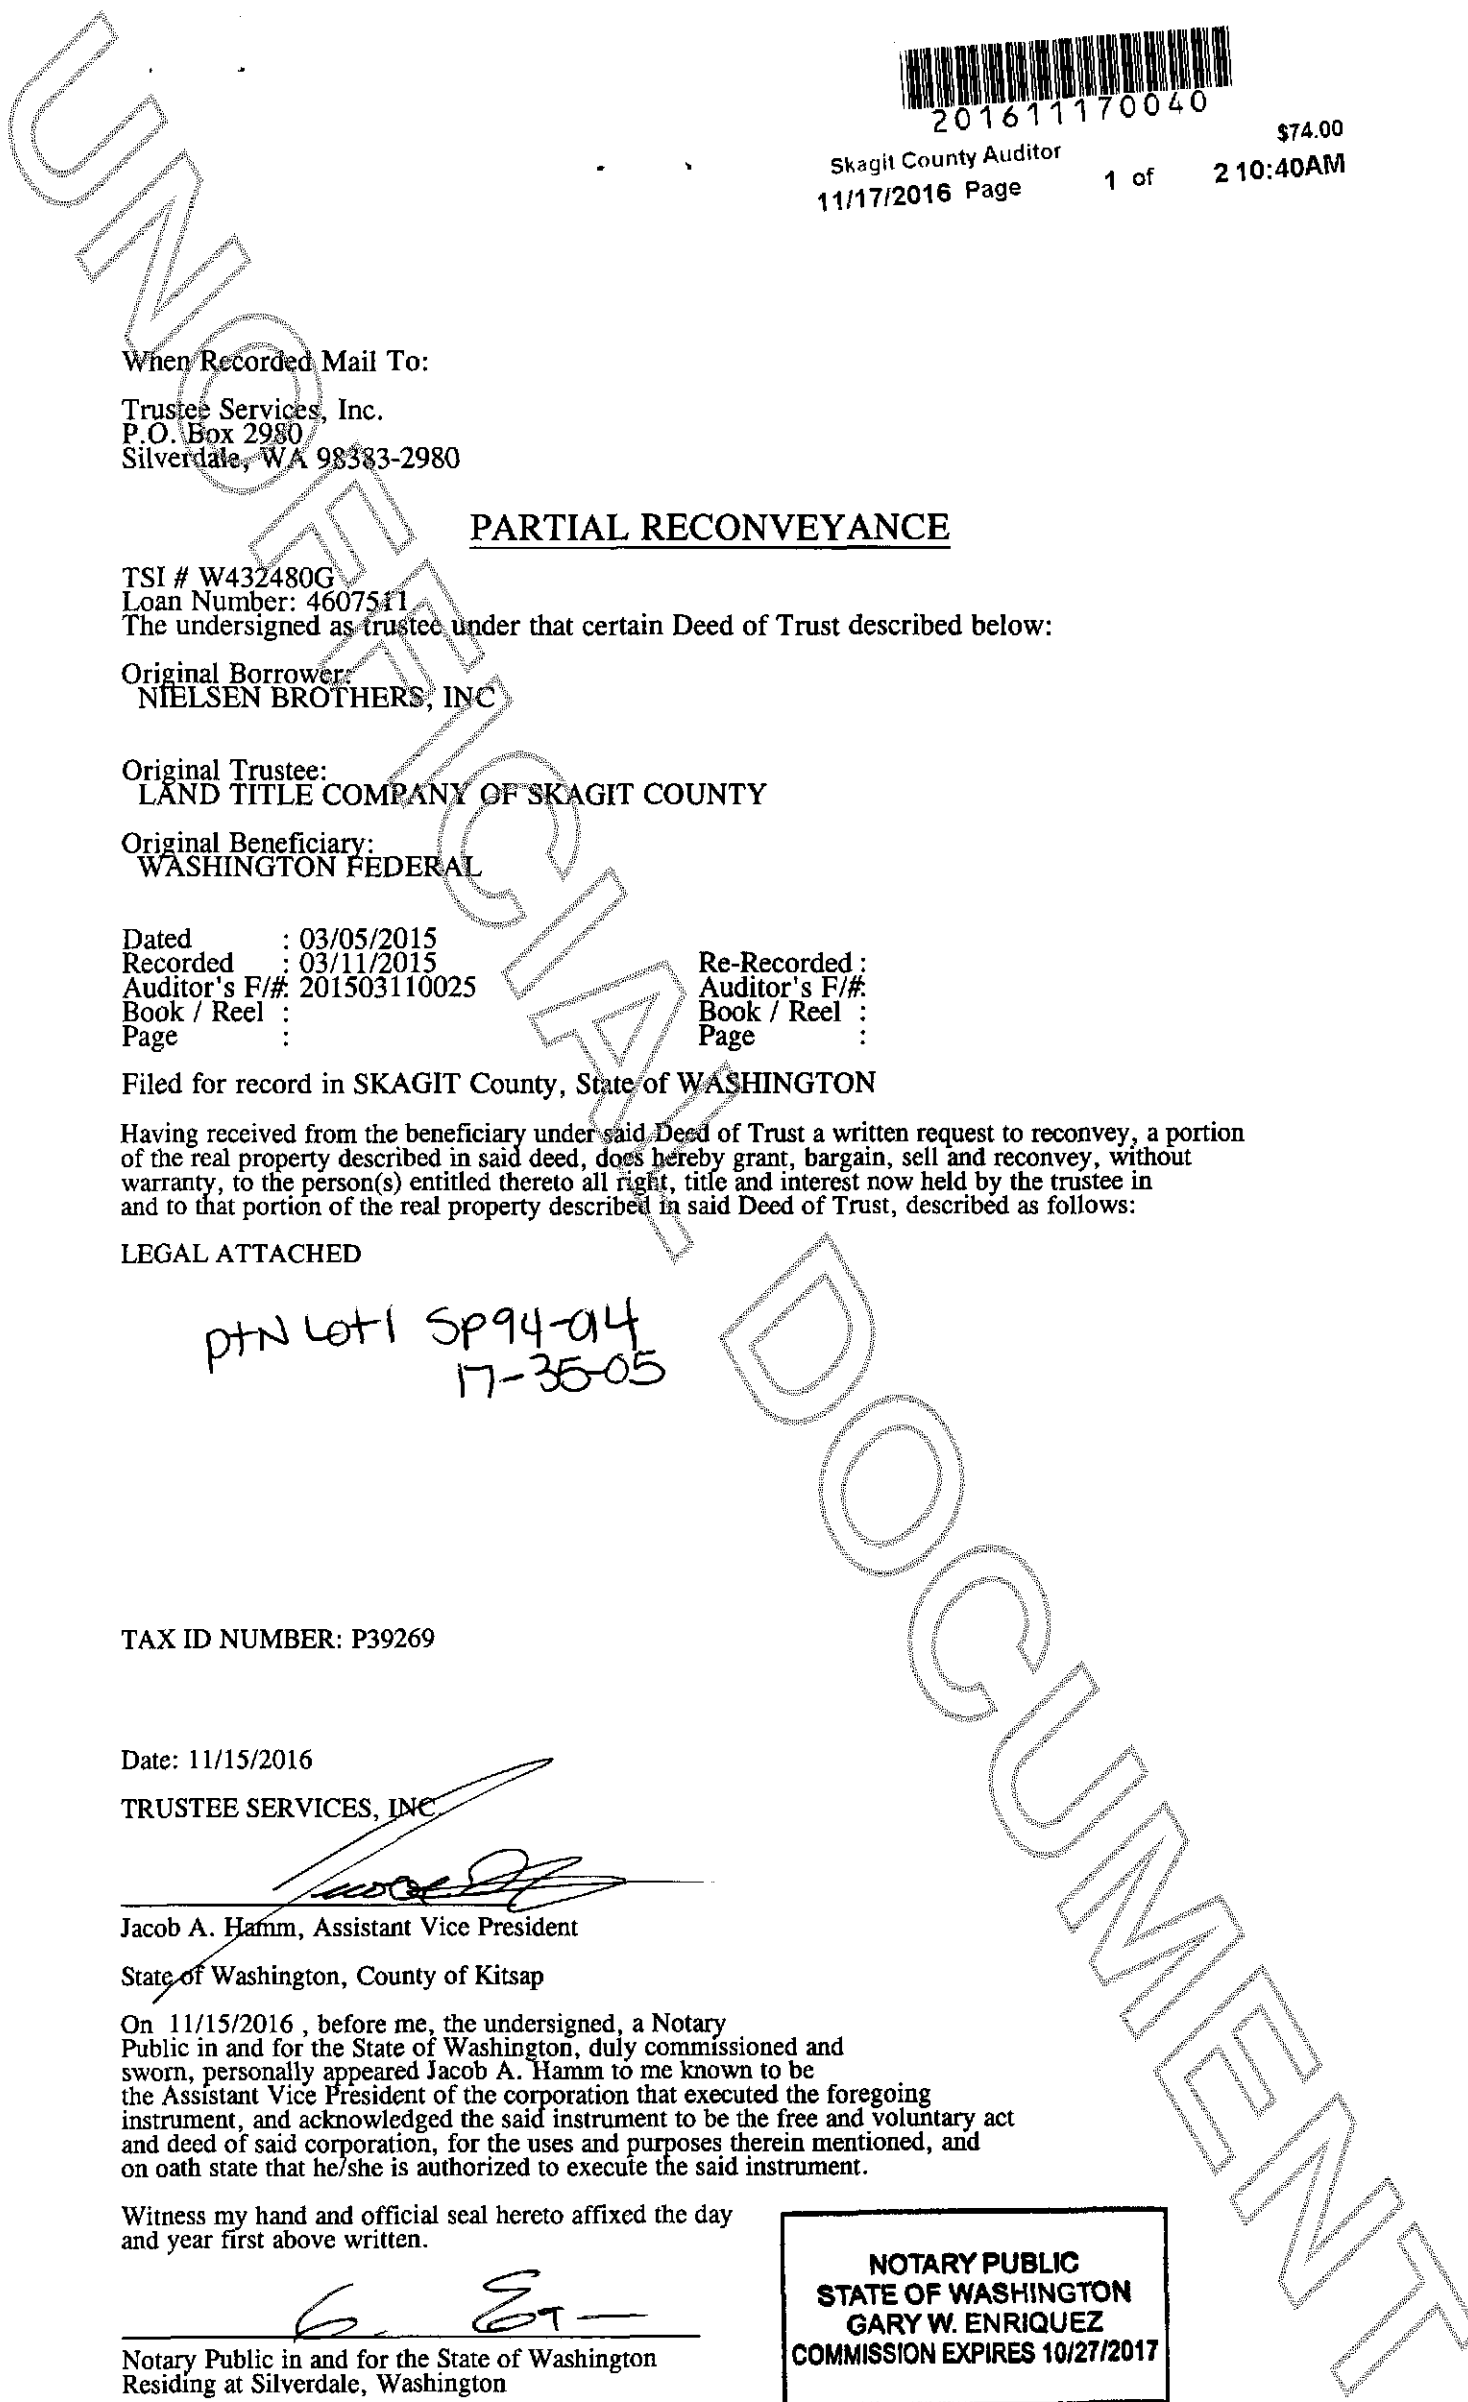 201611170040
$74.00
Skagit County Auditor
11/17/2016 Page 1 of 2 10:40AM
When Recorded Mail To:
Trustee Services, Inc.
P.O. Box 2980
Silverdale, WA 98383-2980
PARTIAL RECONVEYANCE
TSI # W432480G
Loan Number: 4607511
The undersigned as trustee under that certain Deed of Trust described below:
Original Borrower:
NIELSEN BROTHERS, INC
Original Trustee:
LAND TITLE COMPANY OF SKAGIT COUNTY
Original Beneficiary:
WASHINGTON FEDERAL
Dated : 03/05/2015
Recorded : 03/11/2015 Re-Recorded :
Auditor's F/#: 201503110025 Auditor's F/#:
Book / Reel : Book / Reel :
Page : Page :
Filed for record in SKAGIT County, State of WASHINGTON
Having received from the beneficiary under said Deed of Trust a written request to reconvey, a portion
of the real property described in said deed, does hereby grant, bargain, sell and reconvey, without
warranty, to the person(s) entitled thereto all right, title and interest now held by the trustee in
and to that portion of the real property described in said Deed of Trust, described as follows:
LEGAL ATTACHED
PTN Lot 1 SP94-014
17-35-05
TAX ID NUMBER: P39269
Date: 11/15/2016
TRUSTEE SERVICES, INC.
Jacob A. Hamm, Assistant Vice President
State of Washington, County of Kitsap
On 11/15/2016 , before me, the undersigned, a Notary
Public in and for the State of Washington, duly commissioned and
sworn, personally appeared Jacob A. Hamm to me known to be
the Assistant Vice President of the corporation that executed the foregoing
instrument, and acknowledged the said instrument to be the free and voluntary act
and deed of said corporation, for the uses and purposes therein mentioned, and
on oath state that he/she is authorized to execute the said instrument.
Witness my hand and official seal hereto affixed the day
and year first above written.
Notary Public in and for the State of Washington
Residing at Silverdale, Washington
NOTARY PUBLIC
STATE OF WASHINGTON
GARY W. ENRIQUEZ
COMMISSION EXPIRES 10/27/2017
UNOFFICIAL DOCUMENT